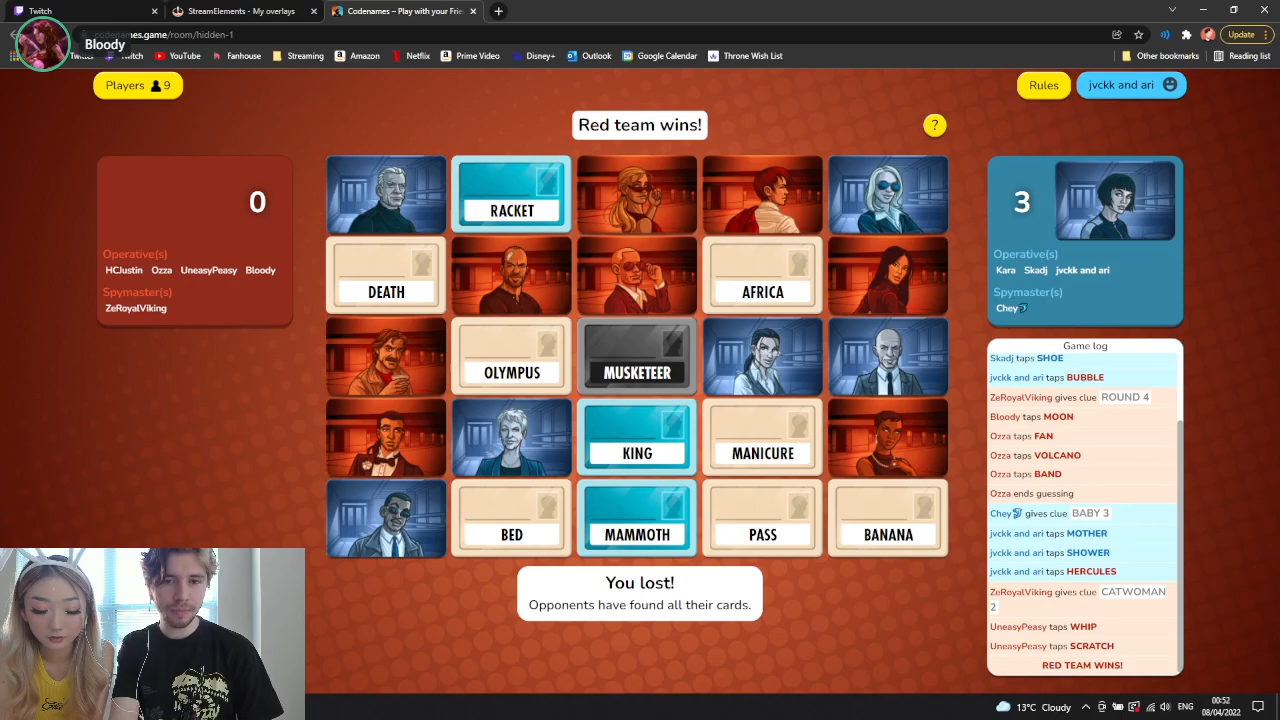 Twitch
StreamElements - My overlays
Codenames – Play with your Frie
codenames.game/room/hidden-1
Update
Bloody
Twitch
YouTube
Fanhouse
Streaming
Amazon
Netflix
Prime Video
Disney+
Outlook
Google Calendar
Throne Wish List
Other bookmarks
Reading list
Players 9
Rules
jvckk and ari
Red team wins!
?
0
Operative(s)
HCJustin Ozza UneasyPeasy Bloody
Spymaster(s)
ZeRoyalViking
RACKET
DEATH
AFRICA
OLYMPUS
MUSKETEER
KING
MANICURE
BED
MAMMOTH
PASS
BANANA
3
Operative(s)
Kara Skadj jvckk and ari
Spymaster(s)
Chey
Game log
Skadj taps SHOE
jvckk and ari taps BUBBLE
ZeRoyalViking gives clue ROUND 4
Bloody taps MOON
Ozza taps FAN
Ozza taps VOLCANO
Ozza taps BAND
Ozza ends guessing
Chey gives clue BABY 3
jvckk and ari taps MOTHER
jvckk and ari taps SHOWER
jvckk and ari taps HERCULES
ZeRoyalViking gives clue CATWOMAN
2
UneasyPeasy taps WHIP
UneasyPeasy taps SCRATCH
RED TEAM WINS!
You lost!
Opponents have found all their cards.
13°C Cloudy
ENG
00:52
08/04/2022